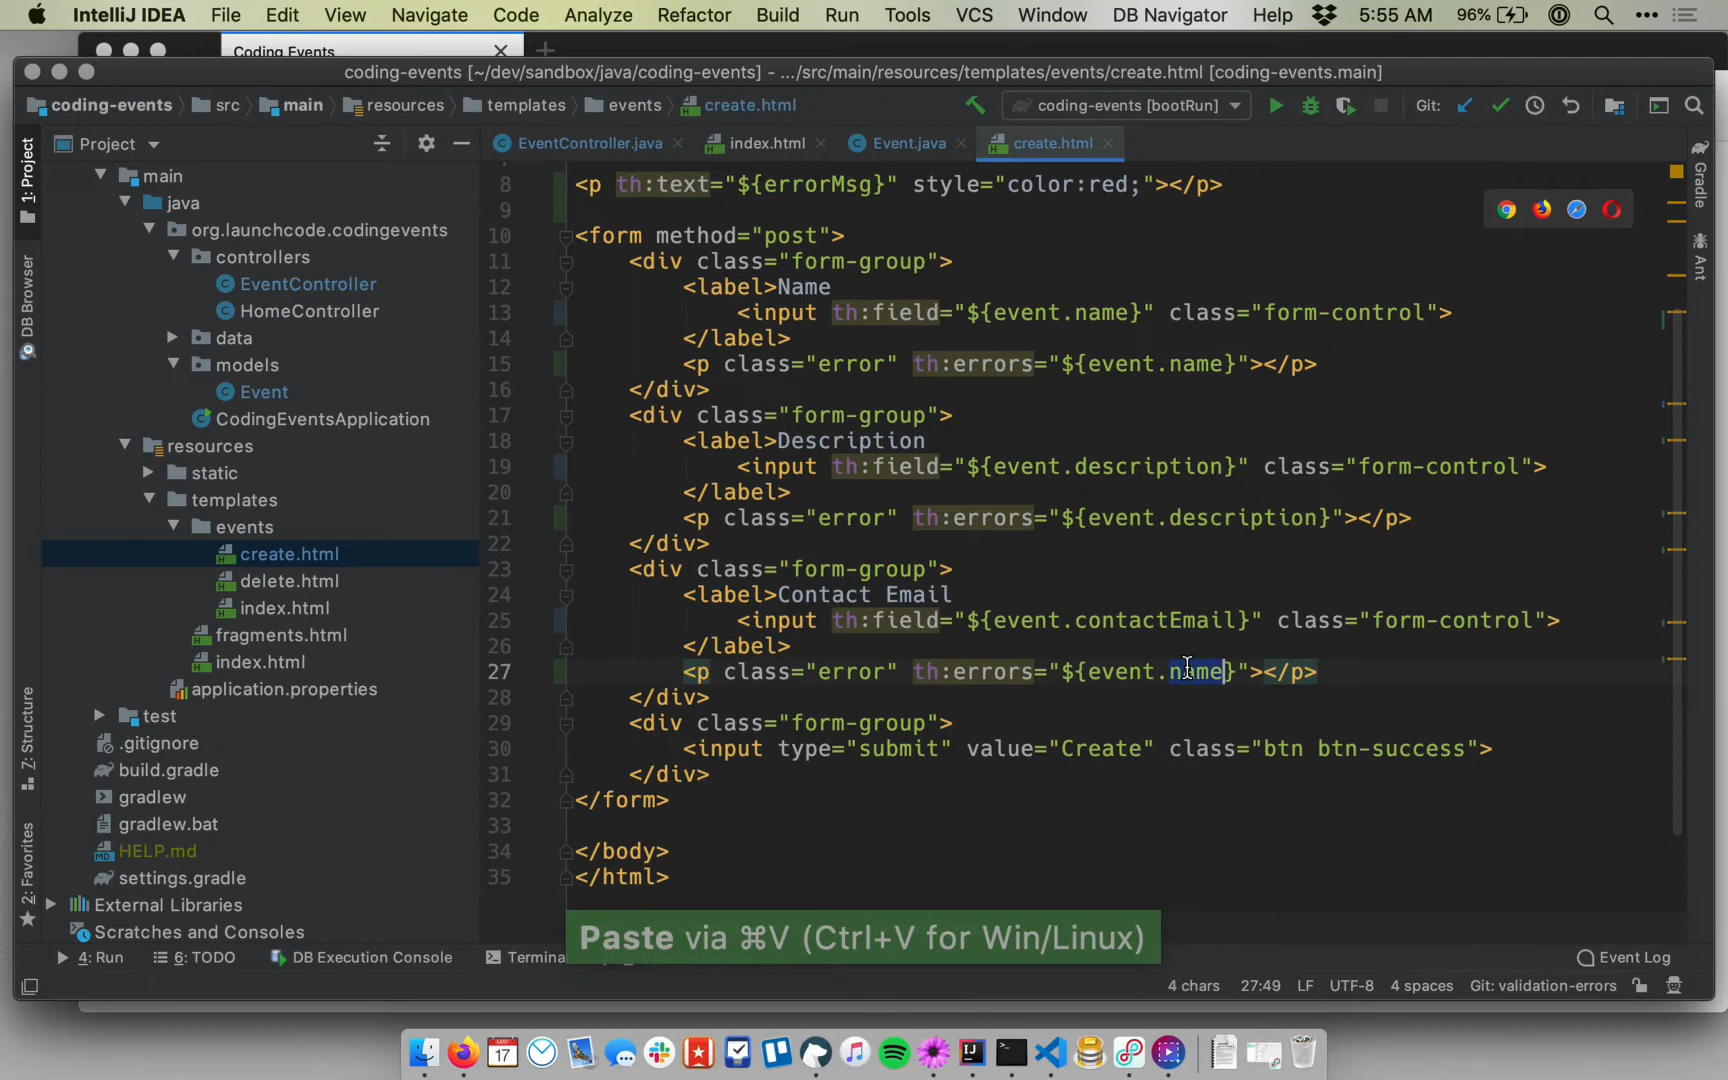 IntelliJ IDEA File Edit View Navigate Code Analyze Refactor Build Run Tools VCS Window DB Navigator Help 5:55 AM 96%
Coding Events
coding-events [~/dev/sandbox/java/coding-events] - .../src/main/resources/templates/events/create.html [coding-events.main]
coding-events src main resources templates events create.html coding-events [bootRun] Git:
Project
EventController.java index.html Event.java create.html
1: Project
DB Browser
7: Structure
2: Favorites
main
java
org.launchcode.codingevents
controllers
EventController
HomeController
data
models
Event
CodingEventsApplication
resources
static
templates
events
create.html
delete.html
index.html
fragments.html
index.html
application.properties
test
.gitignore
build.gradle
gradlew
gradlew.bat
HELP.md
settings.gradle
External Libraries
Scratches and Consoles
8 <p th:text="${errorMsg}" style="color:red;"></p>
9
10 <form method="post">
11 <div class="form-group">
12 <label>Name
13 <input th:field="${event.name}" class="form-control">
14 </label>
15 <p class="error" th:errors="${event.name}"></p>
16 </div>
17 <div class="form-group">
18 <label>Description
19 <input th:field="${event.description}" class="form-control">
20 </label>
21 <p class="error" th:errors="${event.description}"></p>
22 </div>
23 <div class="form-group">
24 <label>Contact Email
25 <input th:field="${event.contactEmail}" class="form-control">
26 </label>
27 <p class="error" th:errors="${event.name}"></p>
28 </div>
29 <div class="form-group">
30 <input type="submit" value="Create" class="btn btn-success">
31 </div>
32 </form>
33
34 </body>
35 </html>
Gradle
Ant
Paste via ⌘V (Ctrl+V for Win/Linux)
4: Run 6: TODO DB Execution Console Termina Event Log
4 chars 27:49 LF UTF-8 4 spaces Git: validation-errors
MAY
17
IJ